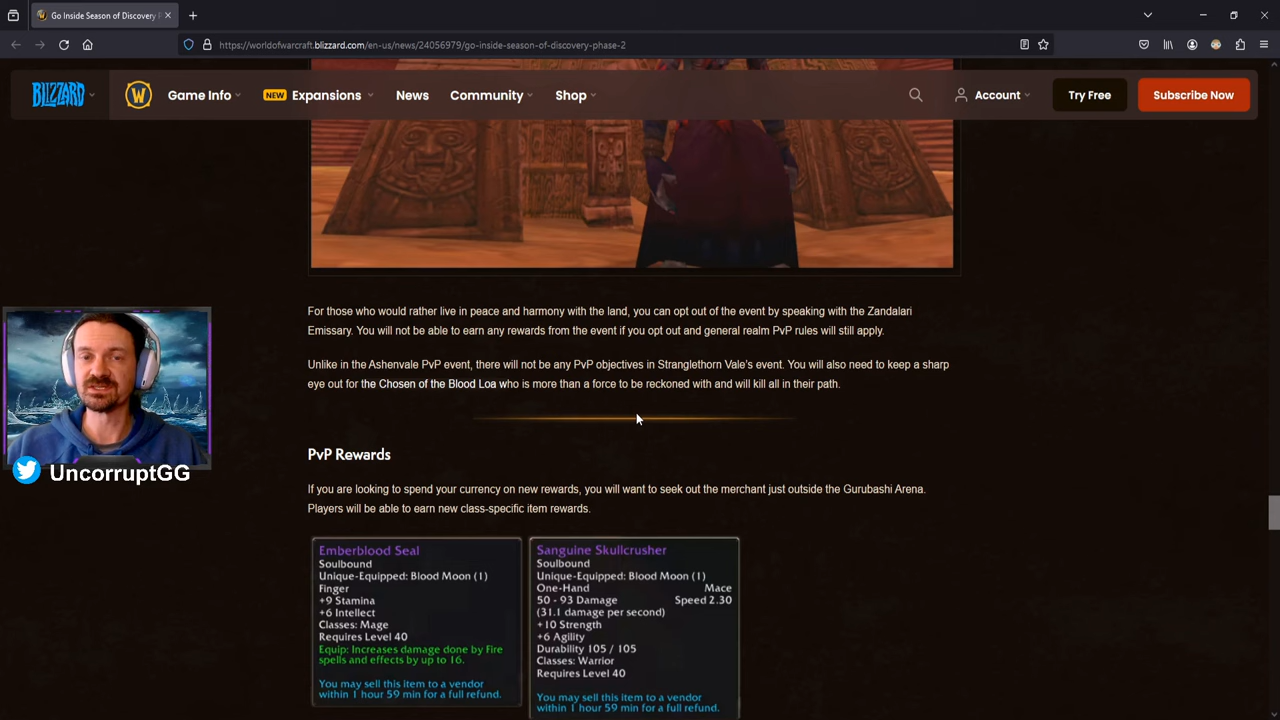 Go Inside Season of Discovery P
https://worldofwarcraft.blizzard.com/en-us/news/24056979/go-inside-season-of-discovery-phase-2
BLIZZARD
W
Game Info
NEW
Expansions
News
Community
Shop
Account
Try Free
Subscribe Now
For those who would rather live in peace and harmony with the land, you can opt out of the event by speaking with the Zandalari
Emissary. You will not be able to earn any rewards from the event if you opt out and general realm PvP rules will still apply.
Unlike in the Ashenvale PvP event, there will not be any PvP objectives in Stranglethorn Vale's event. You will also need to keep a sharp
eye out for the Chosen of the Blood Loa who is more than a force to be reckoned with and will kill all in their path.
UncorruptGG
PvP Rewards
If you are looking to spend your currency on new rewards, you will want to seek out the merchant just outside the Gurubashi Arena.
Players will be able to earn new class-specific item rewards.
Emberblood Seal
Soulbound
Unique-Equipped: Blood Moon (1)
Finger
+9 Stamina
+6 Intellect
Classes: Mage
Requires Level 40
Equip: Increases damage done by Fire
spells and effects by up to 16.
You may sell this item to a vendor
within 1 hour 59 min for a full refund.
Sanguine Skullcrusher
Soulbound
Unique-Equipped: Blood Moon (1)
One-Hand Mace
50 - 93 Damage Speed 2.30
(31.1 damage per second)
+10 Strength
+6 Agility
Durability 105 / 105
Classes: Warrior
Requires Level 40
You may sell this item to a vendor
within 1 hour 59 min for a full refund.